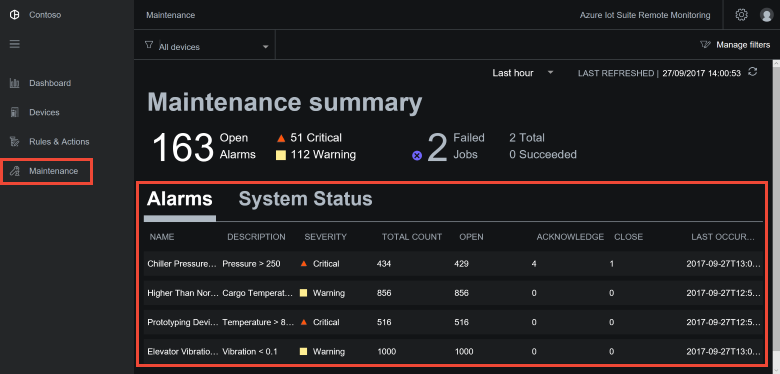 Contoso
Maintenance
Azure Iot Suite Remote Monitoring
All devices
Manage filters
Dashboard
Devices
Rules & Actions
Maintenance
Last hour
LAST REFRESHED | 27/09/2017 14:00:53
Maintenance summary
163 Open Alarms
51 Critical
112 Warning
2 Failed Jobs
2 Total
0 Succeeded
Alarms System Status
NAME DESCRIPTION SEVERITY TOTAL COUNT OPEN ACKNOWLEDGE CLOSE LAST OCCUR...
Chiller Pressure... Pressure > 250 Critical 434 429 4 1 2017-09-27T13:0...
Higher Than Nor... Cargo Temperat... Warning 856 856 0 0 2017-09-27T12:5...
Prototyping Devi... Temperature > 8... Critical 516 516 0 0 2017-09-27T12:5...
Elevator Vibratio... Vibration < 0.1 Warning 1000 1000 0 0 2017-09-27T13:0...